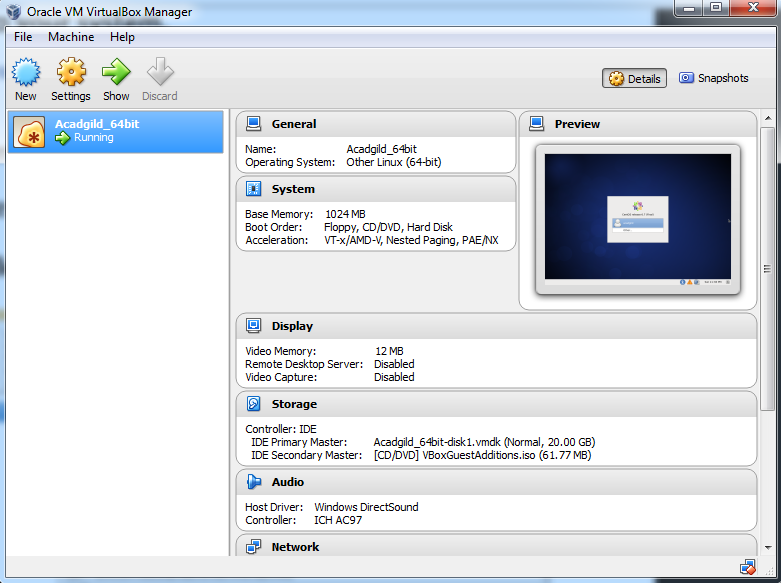 Oracle VM VirtualBox Manager
File Machine Help
New Settings Show Discard
Details Snapshots
Acadgild_64bit
Running
General
Name: Acadgild_64bit
Operating System: Other Linux (64-bit)
System
Base Memory: 1024 MB
Boot Order: Floppy, CD/DVD, Hard Disk
Acceleration: VT-x/AMD-V, Nested Paging, PAE/NX
Preview
Display
Video Memory: 12 MB
Remote Desktop Server: Disabled
Video Capture: Disabled
Storage
Controller: IDE
IDE Primary Master: Acadgild_64bit-disk1.vmdk (Normal, 20.00 GB)
IDE Secondary Master: [CD/DVD] VBoxGuestAdditions.iso (61.77 MB)
Audio
Host Driver: Windows DirectSound
Controller: ICH AC97
Network